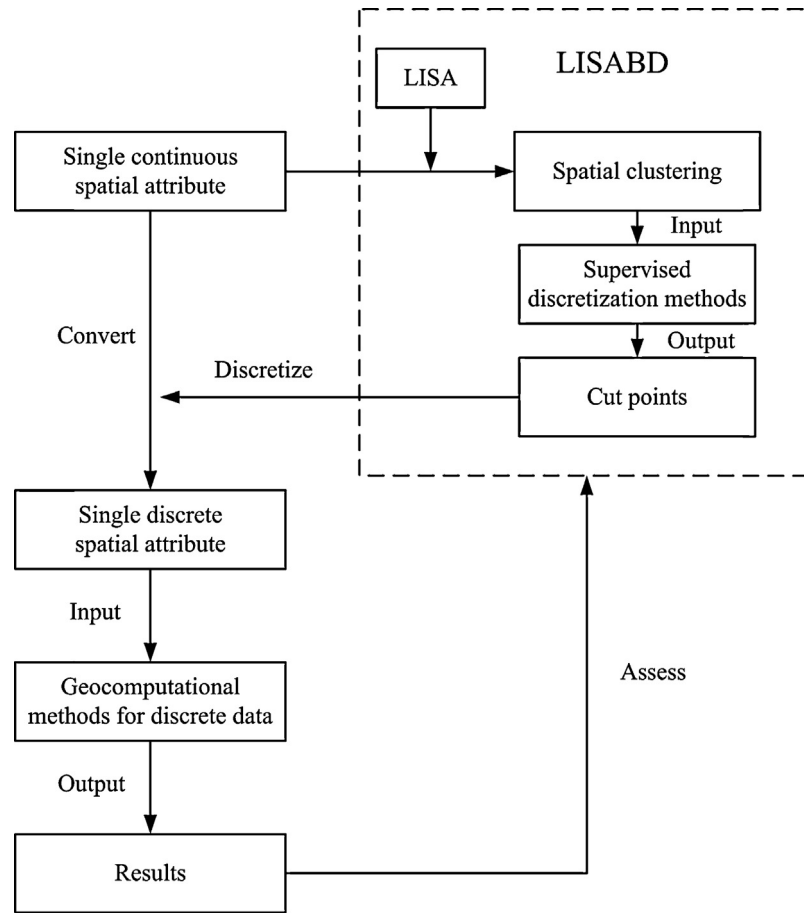 LISABD
LISA
Single continuous
spatial attribute
Spatial clustering
Input
Supervised
discretization methods
Output
Convert
Discretize
Cut points
Single discrete
spatial attribute
Input
Geocomputational
methods for discrete data
Assess
Output
Results